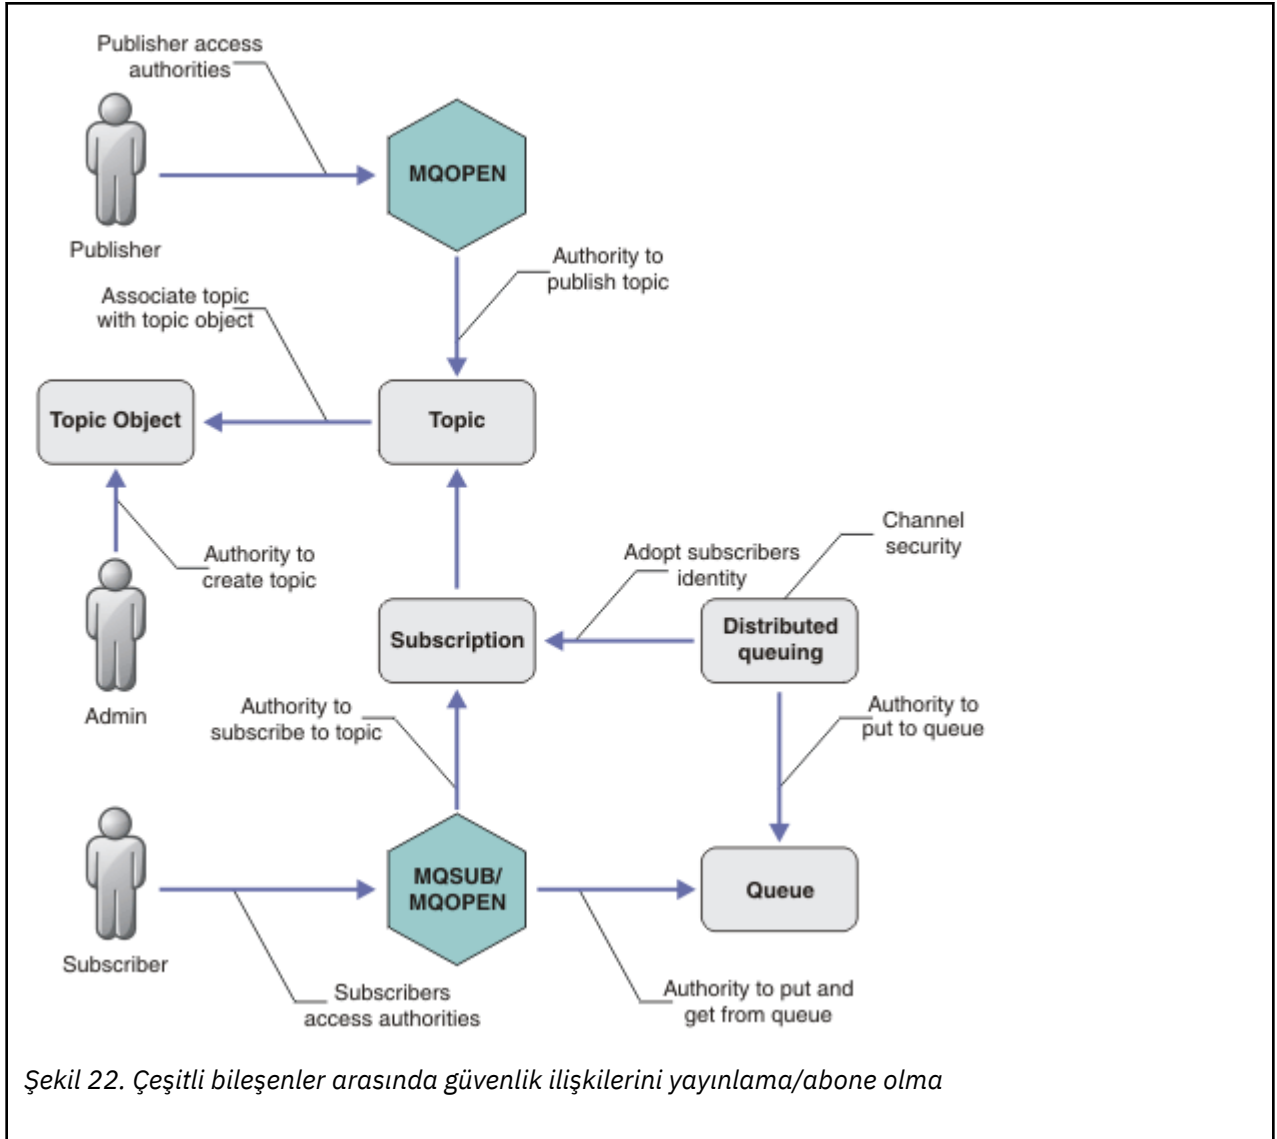 Publisher access
authorities
MQOPEN
Publisher
Authority to
publish topic
Associate topic
with topic object
Topic Object
Topic
Channel
security
Authority to
create topic
Adopt subscribers
identity
Subscription
Distributed
queuing
Admin
Authority to
subscribe to topic
Authority to
put to queue
MQSUB/
MQOPEN
Queue
Subscriber
Subscribers
access authorities
Authority to put and
get from queue
Şekil 22. Çeşitli bileşenler arasında güvenlik ilişkilerini yayınlama/abone olma